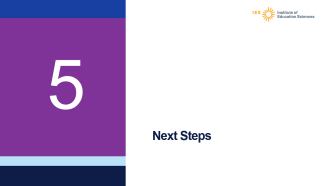 IES
Institute of
Education Sciences
5
Next Steps